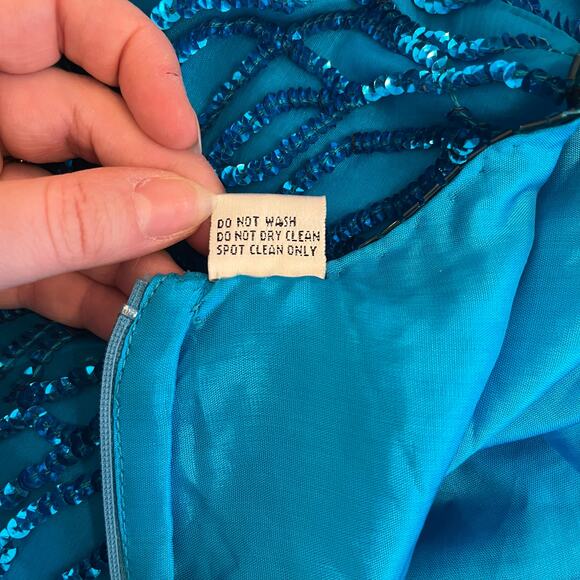 DO NOT WASH
DO NOT DRY CLEAN
SPOT CLEAN ONLY